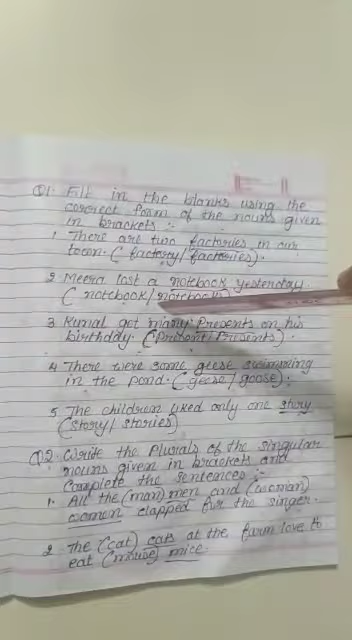 Q1. Fill in the blanks using the
correct form of the nouns given
in brackets :-
1. There are two factories in our
town. ( factory / factories).
2. Meera lost a notebook yesterday.
( notebook / notebooks)
3 Kunal got many Presents on his
birthday. (Present / Presents).
4 There were some geese swimming
in the pond. (geese / goose).
5. The children liked only one story
(story / stories)
Q2. Write the Plurals of the singular
nouns given in brackets and
Complete the sentences :-
1. All the (man) men and (woman)
women clapped for the singer.
2. The (cat) cats at the farm love to
eat (mouse) mice.